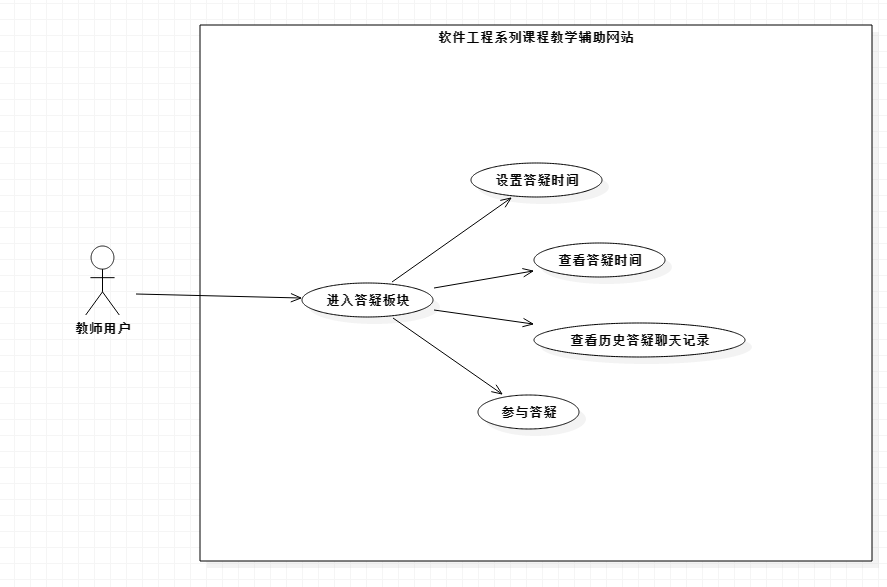 软件工程系列课程教学辅助网站
设置答疑时间
查看答疑时间
教师用户
进入答疑板块
查看历史答疑聊天记录
参与答疑